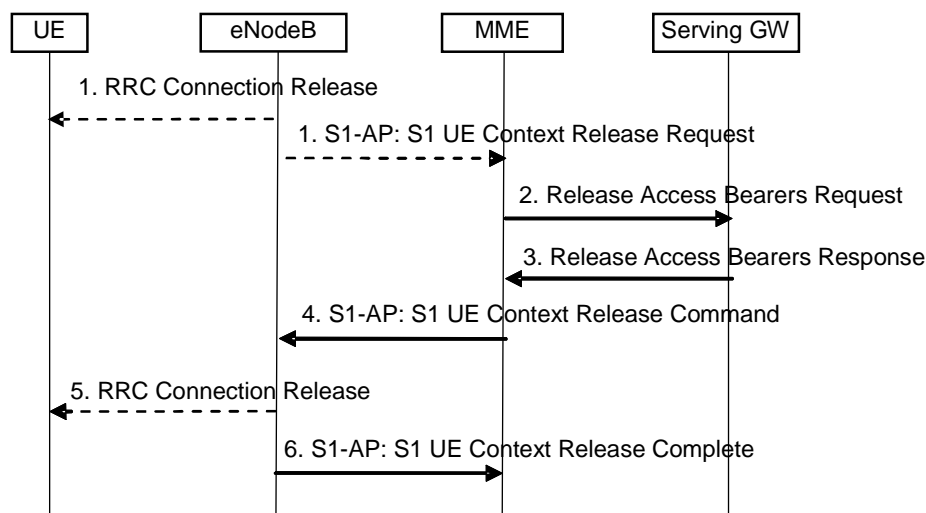 UE
eNodeB
MME
Serving GW
1. RRC Connection Release
1. S1-AP: S1 UE Context Release Request
2. Release Access Bearers Request
3. Release Access Bearers Response
4. S1-AP: S1 UE Context Release Command
5. RRC Connection Release
6. S1-AP: S1 UE Context Release Complete